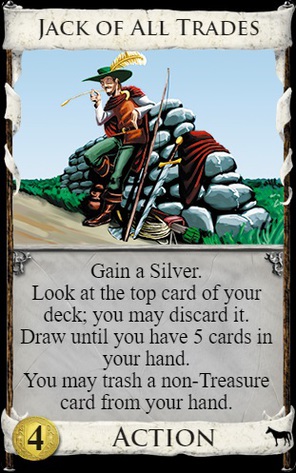 JACK OF ALL TRADES
Gain a Silver.
Look at the top card of your
deck; you may discard it.
Draw until you have 5 cards in
your hand.
You may trash a non-Treasure
card from your hand.
4
ACTION